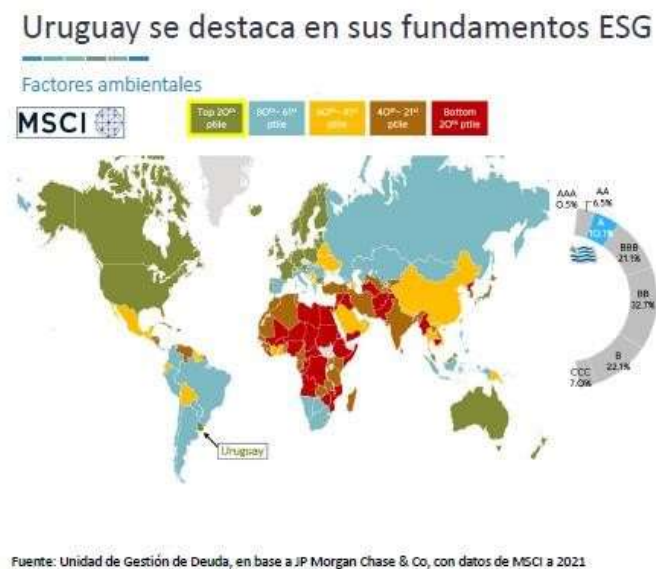 Uruguay se destaca en sus fundamentos ESG
Factores ambientales
MSCI
Top 20th
ptile
80th– 61st
ptile
60th– 41st
ptile
40th– 21st
ptile
Bottom
20th ptile
AAA
0.5%
AA
6.5%
A
10.1%
BBB
21.1%
BB
32.7%
B
22.1%
CCC
7.0%
Uruguay
Fuente: Unidad de Gestión de Deuda, en base a JP Morgan Chase & Co, con datos de MSCI a 2021